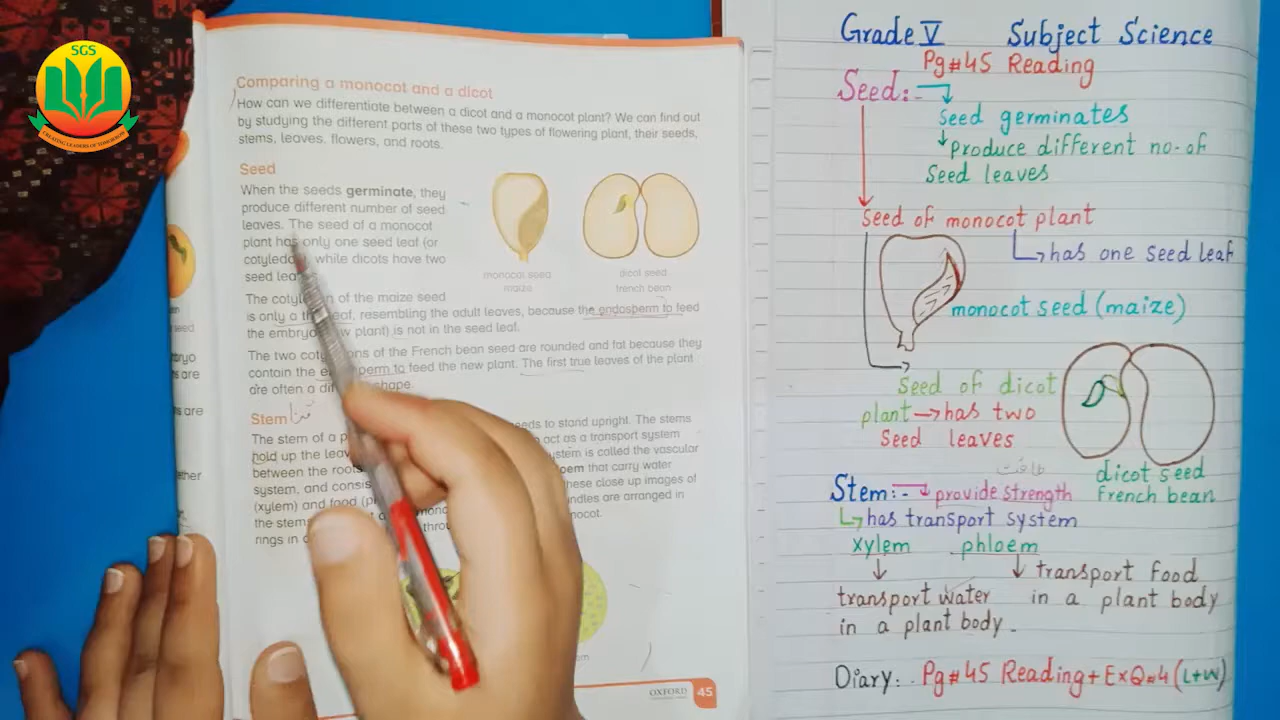 SGS
CREATING LEADERS OF TOMORROW
Comparing a monocot and a dicot
How can we differentiate between a dicot and a monocot plant? We can find out
by studying the different parts of these two types of flowering plant, their seeds,
stems, leaves, flowers, and roots.
Seed
When the seeds germinate, they
produce different number of seed
leaves. The seed of a monocot
plant has only one seed leaf (or
while dicots have two
seed
monocot seed
maize
dicot seed
french bean
The of the maize seed
is only a resembling the adult leaves, because the endosperm to feed
the plant) is not in the seed leaf.
The two of the French bean seed are rounded and fat because they
contain the to feed the new plant. The first true leaves of the plant
are often a shape.
Stem
The stem of a to stand upright. The stems
hold up the act as a transport system
between the roots is called the vascular
system, and that carry water
(xylem) and food close up images of
the stem are arranged in
rings in
OXFORD 45
Grade V Subject Science
Pg#45 Reading
Seed:-
Seed germinates
produce different no. of
Seed leaves
Seed of monocot plant
has one seed leaf
monocot seed (maize)
Seed of dicot
plant → has two
Seed leaves
dicot seed
French bean
Stem:- provide strength
has transport system
xylem phloem
transport food
in a plant body
transport water
in a plant body.
Diary: Pg#45 Reading + Ex Q=4 (L+W)